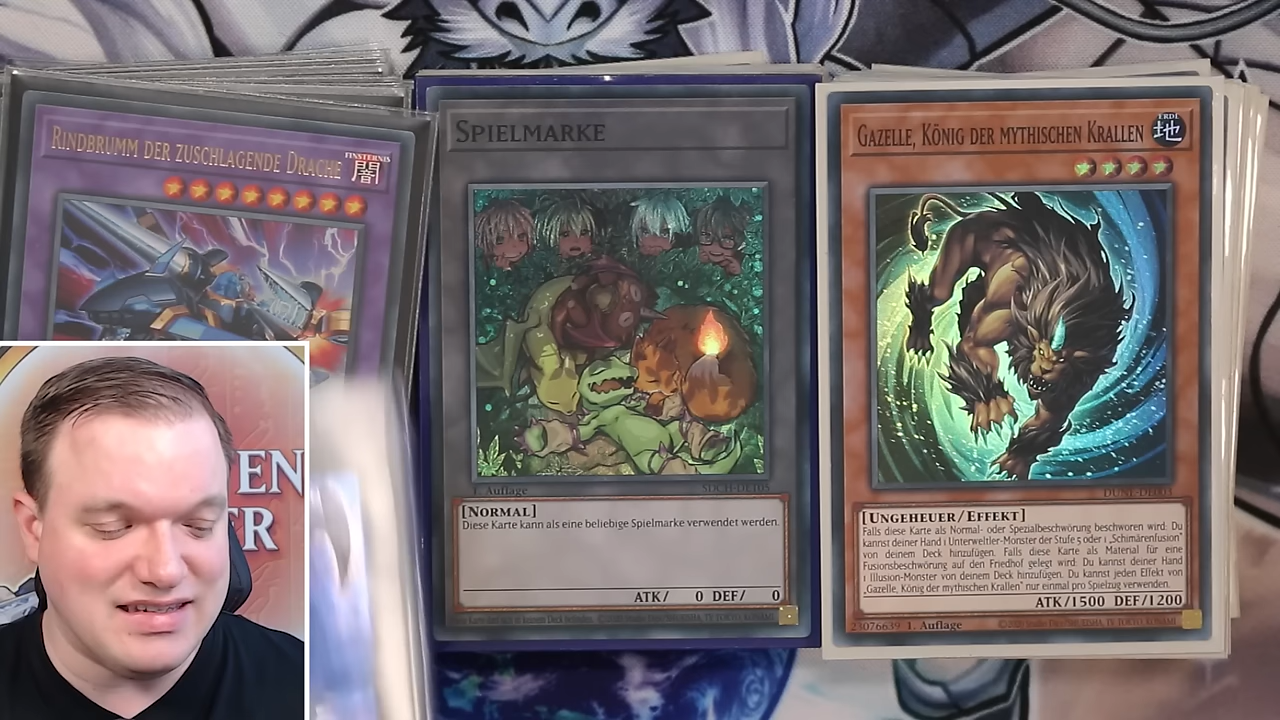 RINDBRUMM DER ZUSCHLAGENDE DRACHE
FINSTERNIS
闇
EN
ER
SPIELMARKE
1. Auflage
[NORMAL]
Diese Karte kann als eine beliebige Spielmarke verwendet werden.
ATK/ 0 DEF/ 0
GAZELLE, KÖNIG DER MYTHISCHEN KRALLEN
ERDE
地
[UNGEHEUER/EFFEKT]
Falls diese Karte als Normal- oder Spezialbeschwörung beschworen wird: Du
kannst deiner Hand 1 Unterweltler-Monster der Stufe 5 oder 1 „Schimärenfusion“
von deinem Deck hinzufügen. Falls diese Karte als Material für eine
Fusionsbeschwörung auf den Friedhof gelegt wird: Du kannst deiner Hand
1 Illusion-Monster von deinem Deck hinzufügen. Du kannst jeden Effekt von
„Gazelle, König der mythischen Krallen“ nur einmal pro Spielzug verwenden.
ATK/1500 DEF/1200
23076639 1. Auflage